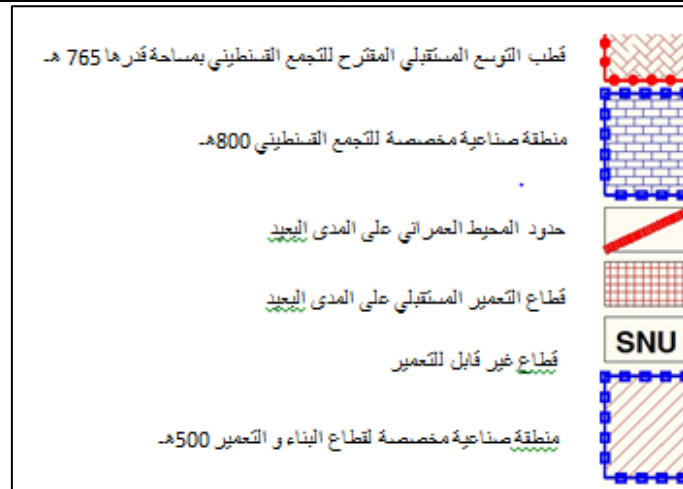 قطب التوسع المستقبلي المقترح للتجمع القسنطيني بمساحة قدرها 765 هـ
منطقة صناعية مخصصة للتجمع القسنطيني 800هـ
حدود المحيط العمراني على المدى البعيد
قطاع التعمير المستقبلي على المدى البعيد
SNU
قطاع غير قابل للتعمير
منطقة صناعية مخصصة لقطاع البناء و التعمير 500هـ